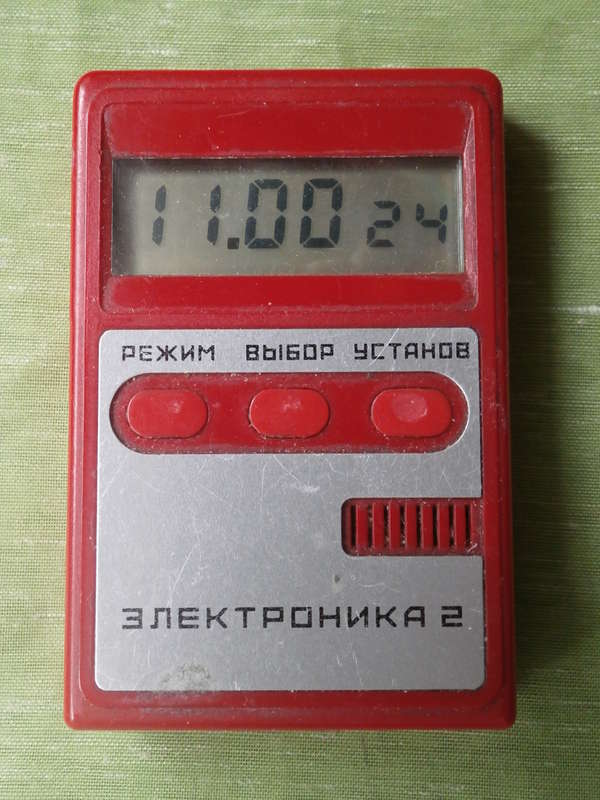 11.00 24
РЕЖИМ ВЫБОР УСТАНОВ
ЭЛЕКТРОНИКА 2